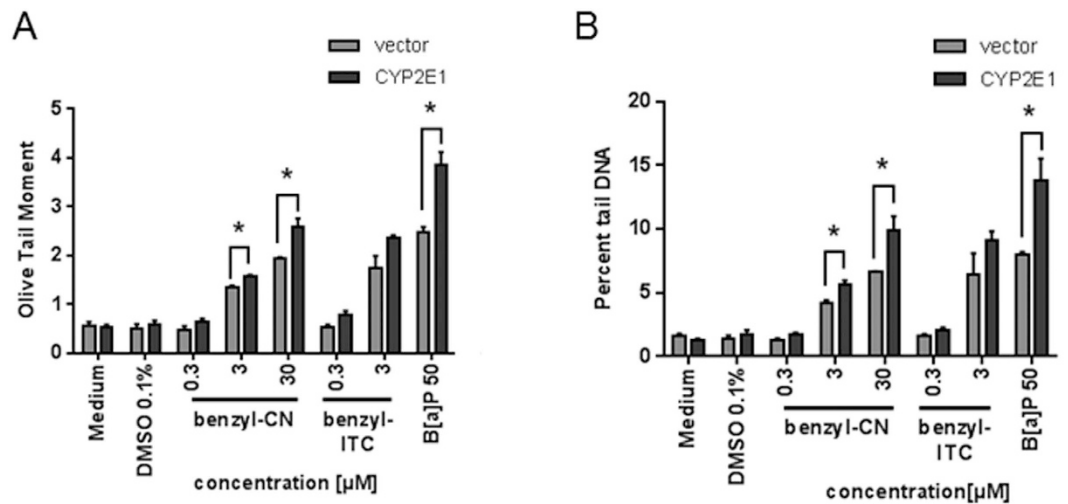 A
vector
CYP2E1
Olive Tail Moment
5
4
3
2
1
0
*
*
*
Medium
DMSO 0.1%
0.3
3
30
0.3
3
B[a]P 50
benzyl-CN
benzyl-
ITC
concentration [µM]
B
vector
CYP2E1
Percent tail DNA
20
15
10
5
0
*
*
*
Medium
DMSO 0.1%
0.3
3
30
0.3
3
B[a]P 50
benzyl-CN
benzyl-
ITC
concentration[µM]